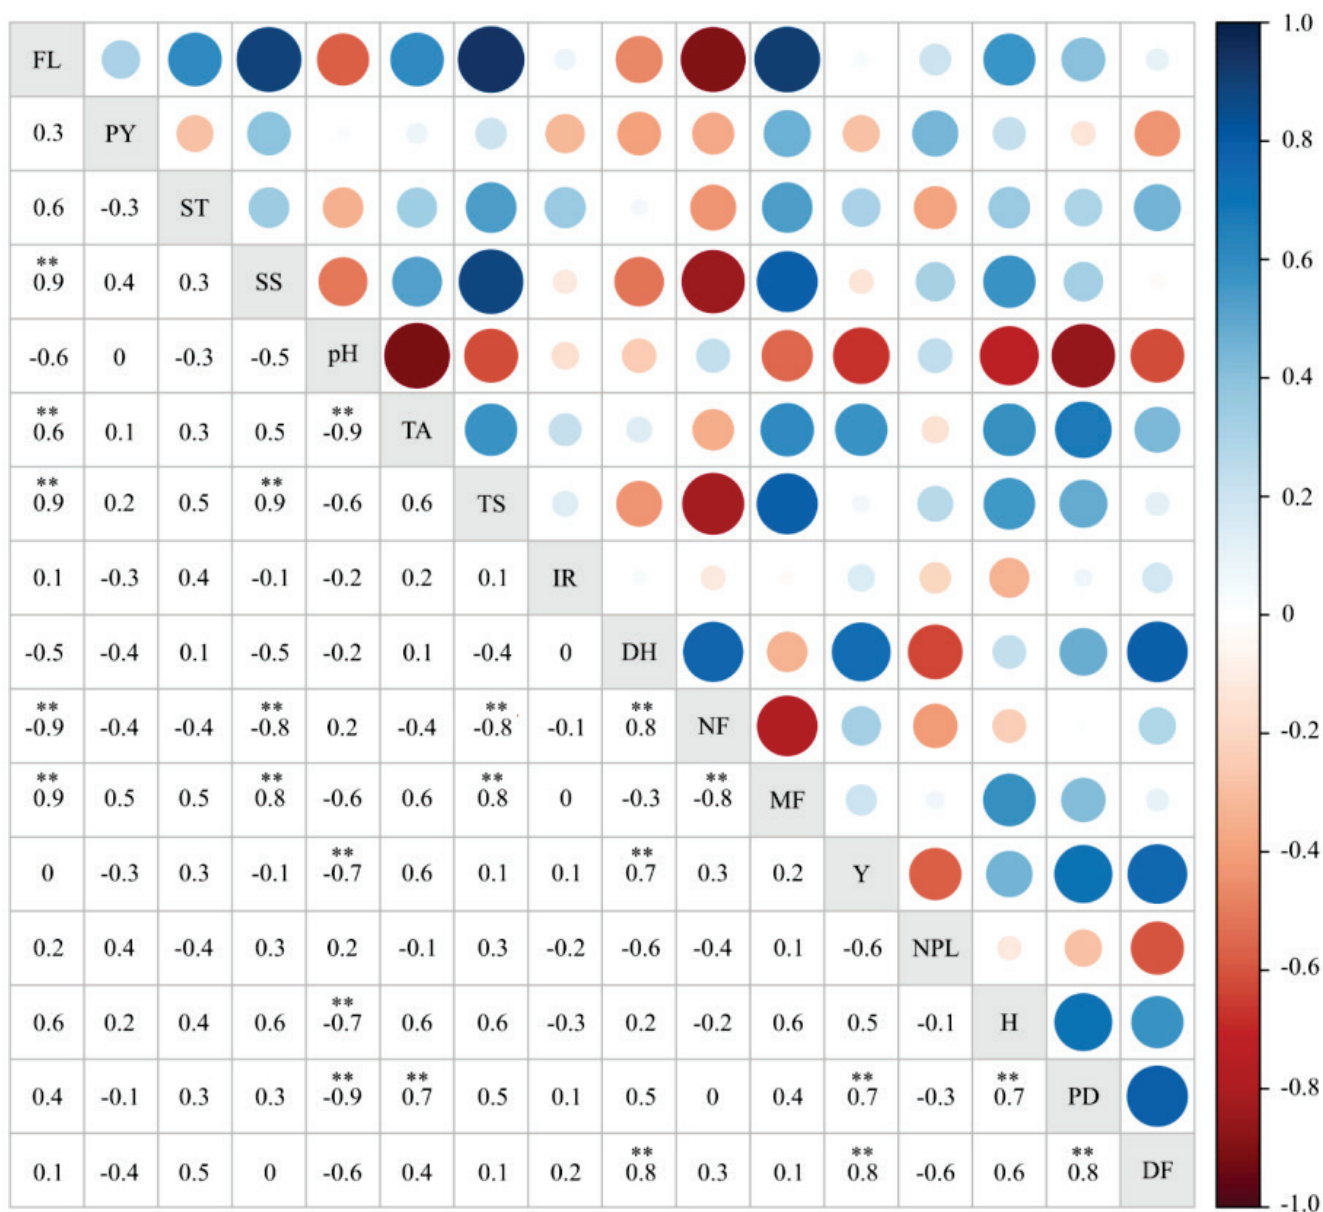 FL
0.3 PY
0.6 -0.3 ST
** 
0.9 0.4 0.3 SS
-0.6 0 -0.3 -0.5 pH
** **
0.6 0.1 0.3 0.5 -0.9 TA
** **
0.9 0.2 0.5 0.9 -0.6 0.6 TS
0.1 -0.3 0.4 -0.1 -0.2 0.2 0.1 IR
-0.5 -0.4 0.1 -0.5 -0.2 0.1 -0.4 0 DH
** ** ** **
-0.9 -0.4 -0.4 -0.8 0.2 -0.4 -0.8 -0.1 0.8 NF
** ** ** **
0.9 0.5 0.5 0.8 -0.6 0.6 0.8 0 -0.3 -0.8 MF
** **
0 -0.3 0.3 -0.1 -0.7 0.6 0.1 0.1 0.7 0.3 0.2 Y
0.2 0.4 -0.4 0.3 0.2 -0.1 0.3 -0.2 -0.6 -0.4 0.1 -0.6 NPL
**
0.6 0.2 0.4 0.6 -0.7 0.6 0.6 -0.3 0.2 -0.2 0.6 0.5 -0.1 H
** ** ** **
0.4 -0.1 0.3 0.3 -0.9 0.7 0.5 0.1 0.5 0 0.4 0.7 -0.3 0.7 PD
** ** **
0.1 -0.4 0.5 0 -0.6 0.4 0.1 0.2 0.8 0.3 0.1 0.8 -0.6 0.6 0.8 DF
1.0
0.8
0.6
0.4
0.2
0
-0.2
-0.4
-0.6
-0.8
-1.0